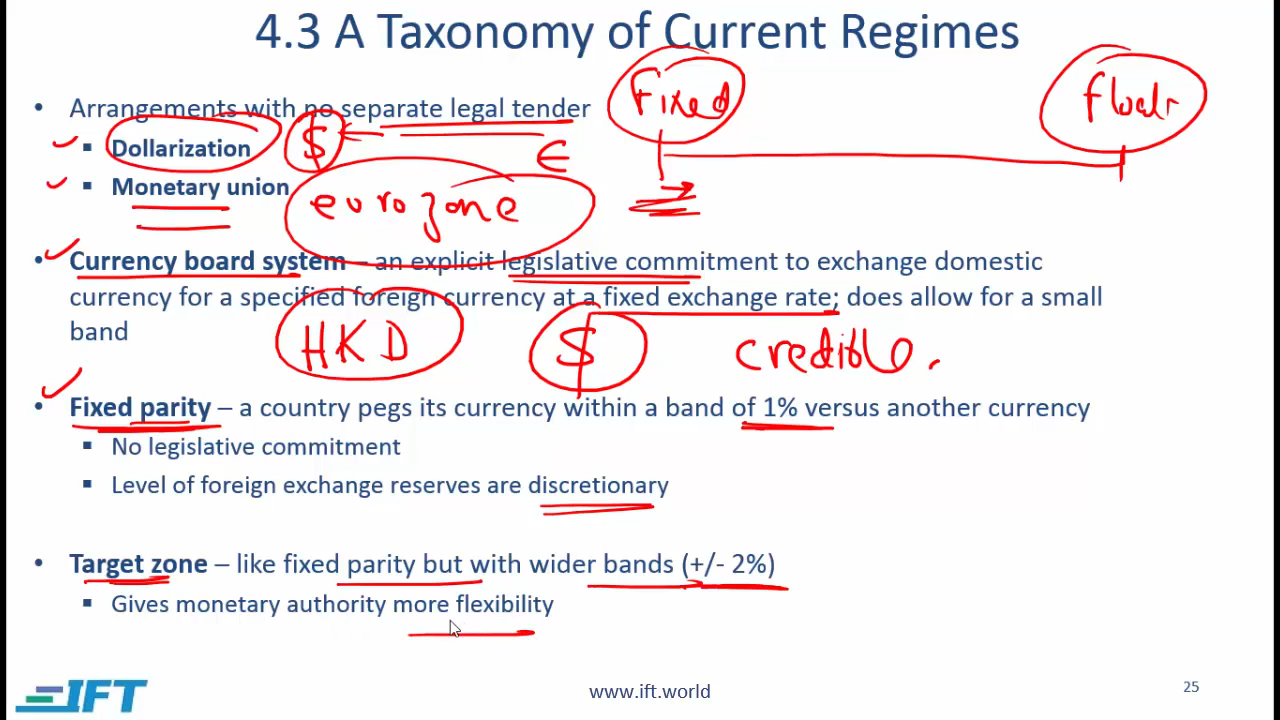 4.3 A Taxonomy of Current Regimes
Fixed
• Arrangements with no separate legal tender
▪ Dollarization $ €
▪ Monetary union
eurozone
• Currency board system – an explicit legislative commitment to exchange domestic
currency for a specified foreign currency at a fixed exchange rate; does allow for a small
band
HKD $ credible.
• Fixed parity – a country pegs its currency within a band of 1% versus another currency
▪ No legislative commitment
▪ Level of foreign exchange reserves are discretionary
• Target zone – like fixed parity but with wider bands (+/- 2%)
▪ Gives monetary authority more flexibility
IFT
www.ift.world
25